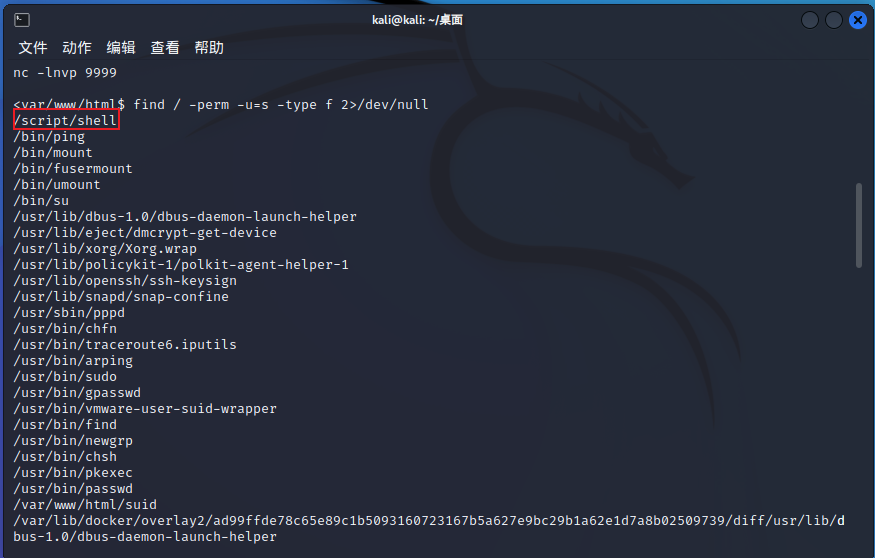 kali@kali: ~/桌面
文件 动作 编辑 查看 帮助
nc -lnvp 9999
<var/www/html$ find / -perm -u=s -type f 2>/dev/null
/script/shell
/bin/ping
/bin/mount
/bin/fusermount
/bin/umount
/bin/su
/usr/lib/dbus-1.0/dbus-daemon-launch-helper
/usr/lib/eject/dmcrypt-get-device
/usr/lib/xorg/Xorg.wrap
/usr/lib/policykit-1/polkit-agent-helper-1
/usr/lib/openssh/ssh-keysign
/usr/lib/snapd/snap-confine
/usr/sbin/pppd
/usr/bin/chfn
/usr/bin/traceroute6.iputils
/usr/bin/arping
/usr/bin/sudo
/usr/bin/gpasswd
/usr/bin/vmware-user-suid-wrapper
/usr/bin/find
/usr/bin/newgrp
/usr/bin/chsh
/usr/bin/pkexec
/usr/bin/passwd
/var/www/html/suid
/var/lib/docker/overlay2/ad99ffde78c65e89c1b5093160723167b5a627e9bc29b1a62e1d7a8b02509739/diff/usr/lib/d
bus-1.0/dbus-daemon-launch-helper